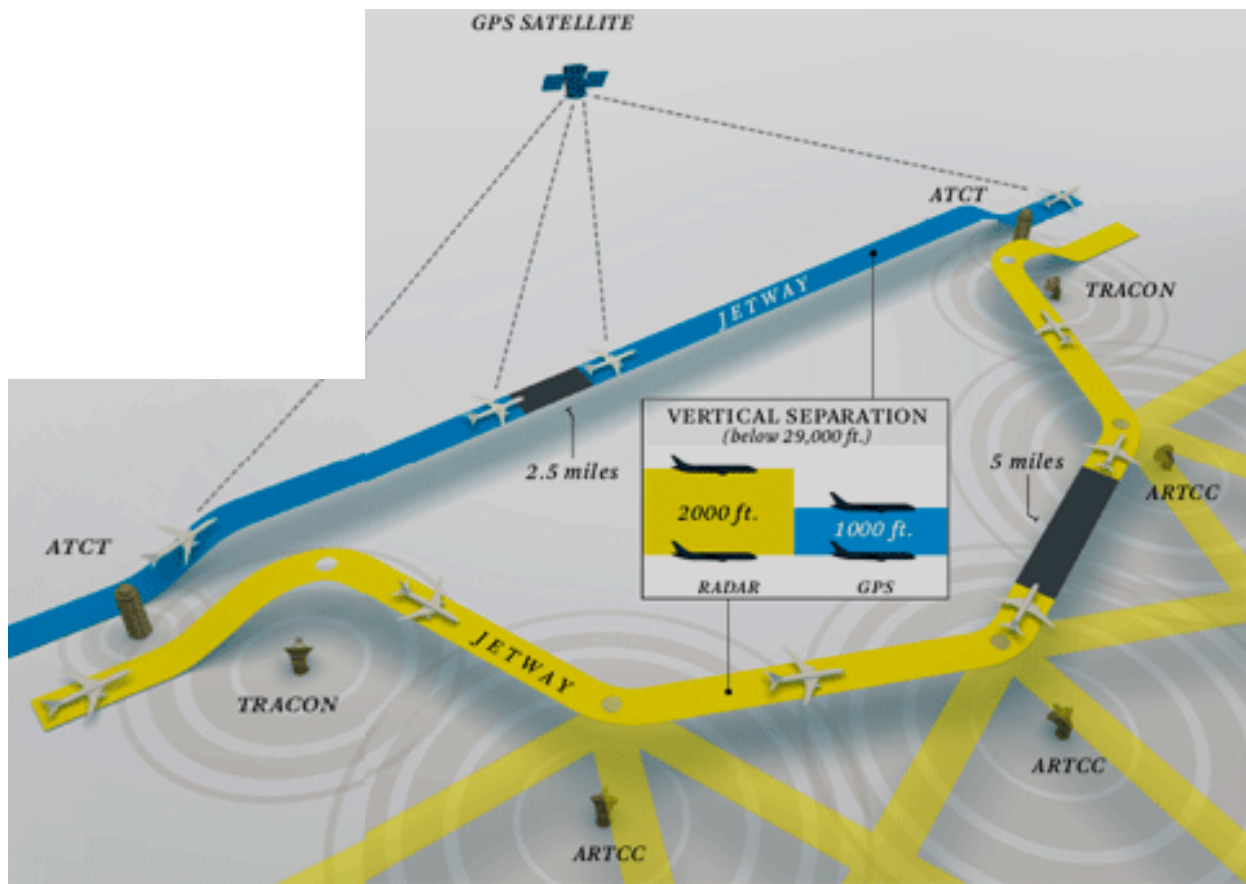 GPS SATELLITE
ATCT
JETWAY
TRACON
VERTICAL SEPARATION
(below 29,000 ft.)
2000 ft.
1000 ft.
RADAR
GPS
2.5 miles
5 miles
ARTCC
ATCT
JETWAY
TRACON
ARTCC
ARTCC